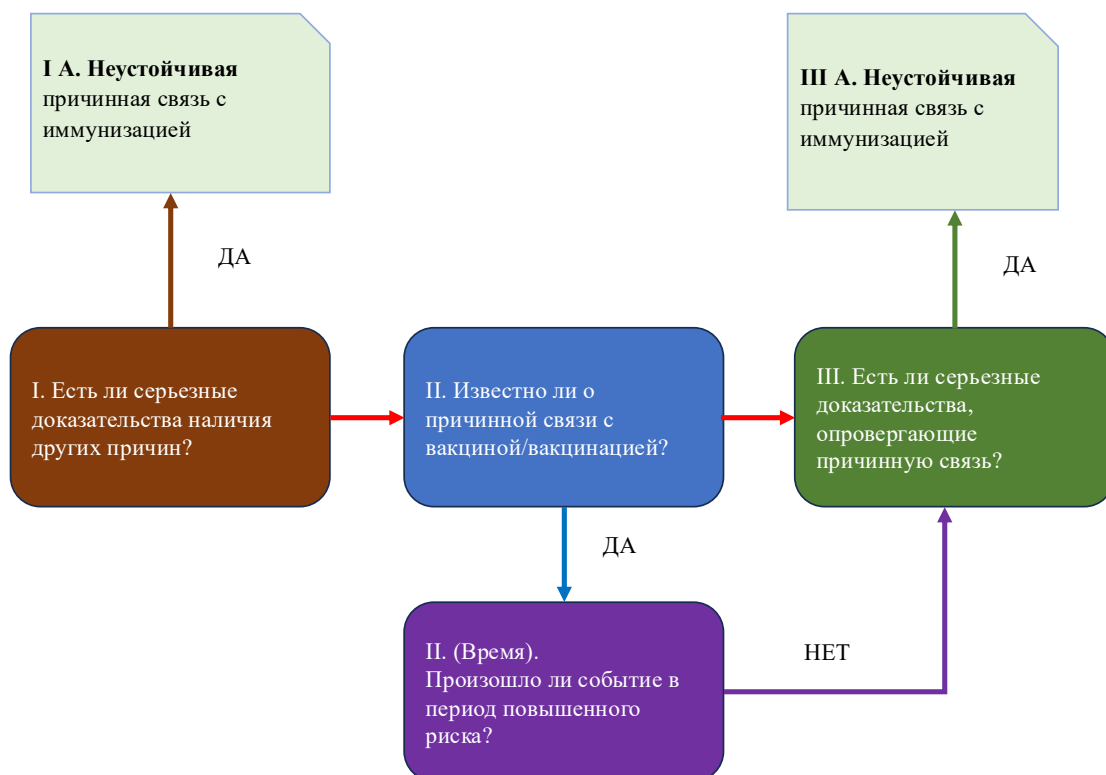 I А. Неустойчивая
причинная связь с
иммунизацией
III А. Неустойчивая
причинная связь с
иммунизацией
ДА
ДА
I. Есть ли серьезные
доказательства наличия
других причин?
II. Известно ли о
причинной связи с
вакциной/вакцинацией?
III. Есть ли серьезные
доказательства,
опровергающие
причинную связь?
ДА
II. (Время).
Произошло ли событие в
период повышенного
риска?
НЕТ